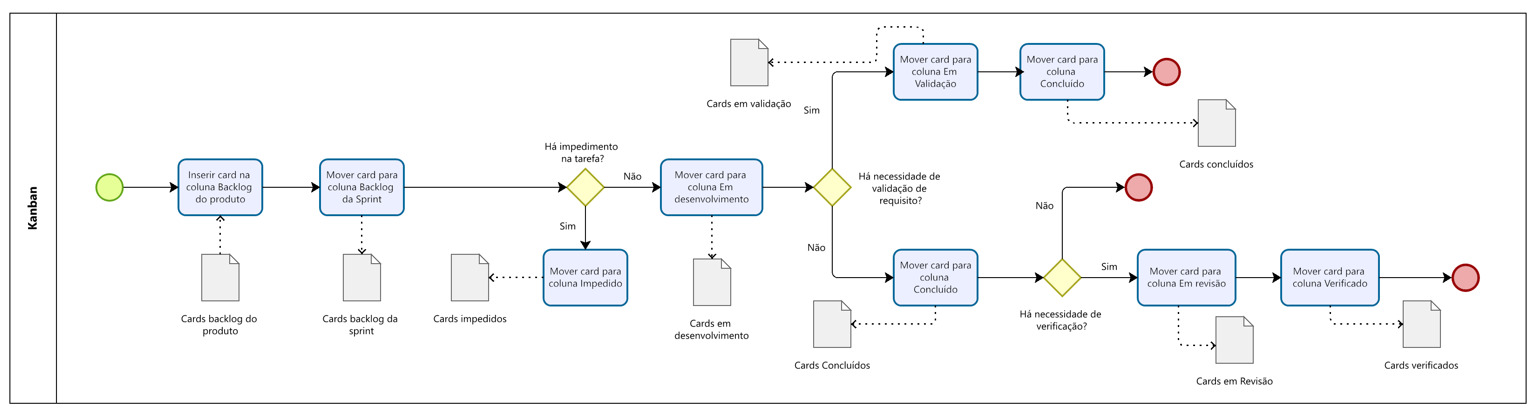 Kanban
Inserir card na
coluna Backlog
do produto
Cards backlog do
produto
Mover card para
coluna Backlog
da Sprint
Cards backlog da
sprint
Há impedimento
na tarefa?
Não
Sim
Mover card para
coluna Impedido
Cards impedidos
Mover card para
coluna Em
desenvolvimento
Cards em
desenvolvimento
Há necessidade de
validação de
requisito?
Sim
Mover card para
coluna Em
Validação
Cards em validação
Mover card para
coluna
Concluído
Cards concluídos
Não
Mover card para
coluna
Concluído
Cards Concluídos
Há necessidade de
verificação?
Não
Sim
Mover card para
coluna Em revisão
Cards em Revisão
Mover card para
coluna Verificado
Cards verificados